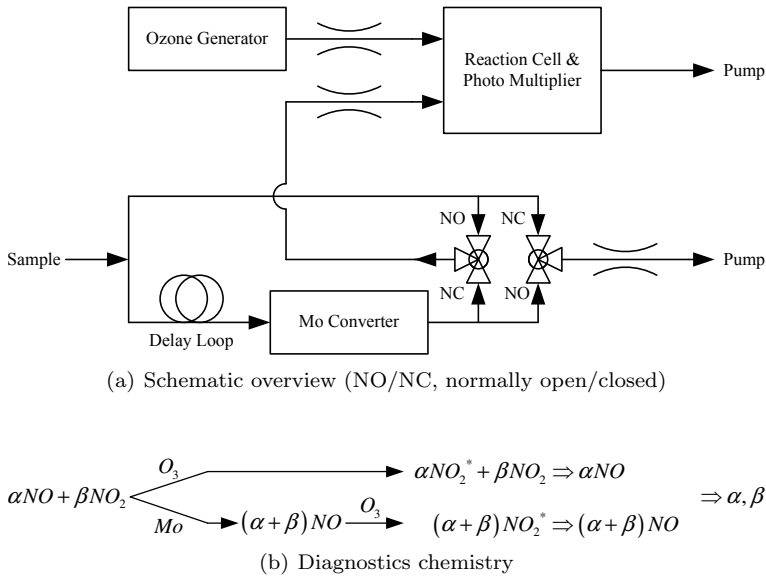 Ozone Generator
Reaction Cell &
Photo Multiplier
Pump
NO
NC
Sample
Pump
NC
NO
Delay Loop
Mo Converter
(a) Schematic overview (NO/NC, normally open/closed)
αNO + βNO₂
O₃
αNO₂* + βNO₂ ⇒ αNO
Mo
(α + β)NO
O₃
(α + β)NO₂* ⇒ (α + β)NO
⇒ α, β
(b) Diagnostics chemistry